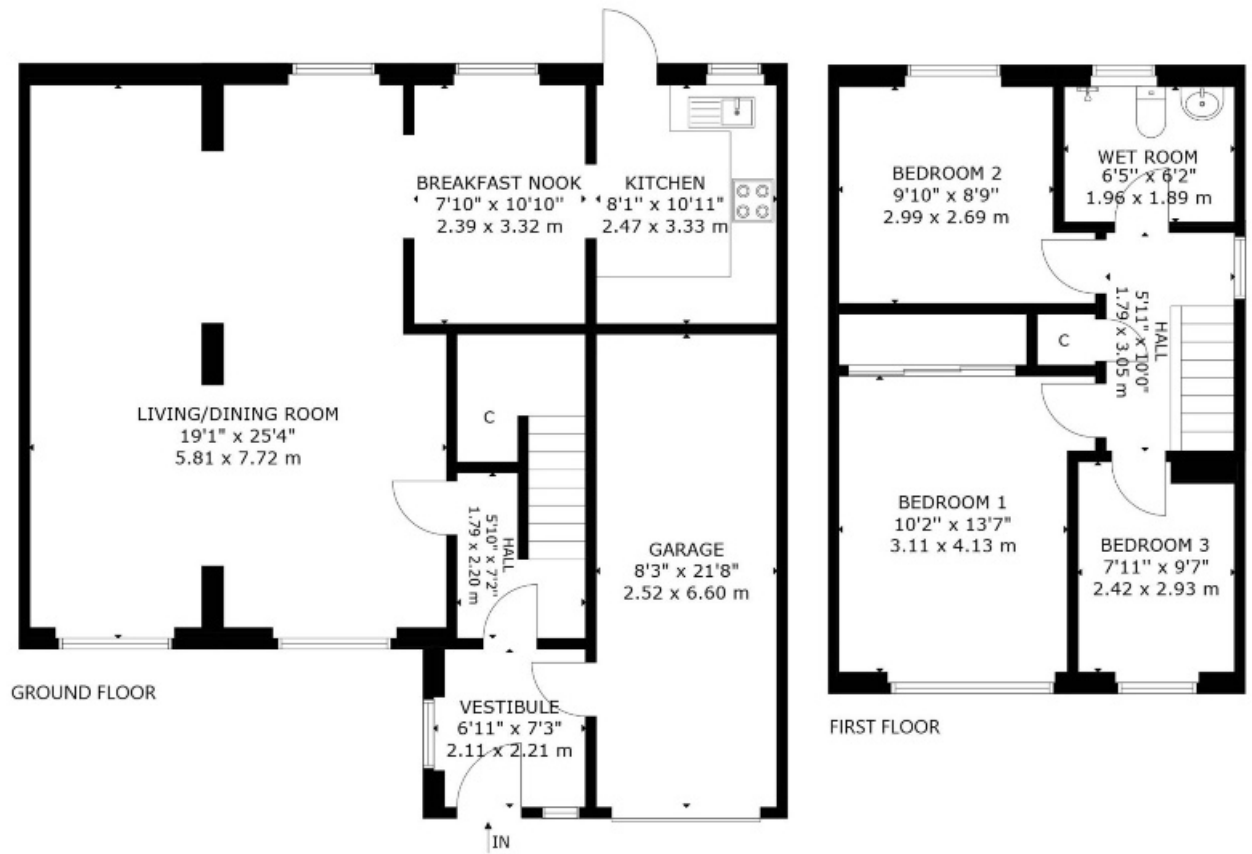 BREAKFAST NOOK
7'10" x 10'10"
2.39 x 3.32 m
KITCHEN
8'1" x 10'11"
2.47 x 3.33 m
LIVING/DINING ROOM
19'1" x 25'4"
5.81 x 7.72 m
C
HALL
5'10" x 7'2"
1.79 x 2.20 m
GARAGE
8'3" x 21'8"
2.52 x 6.60 m
VESTIBULE
6'11" x 7'3"
2.11 x 2.21 m
IN
GROUND FLOOR
BEDROOM 2
9'10" x 8'9"
2.99 x 2.69 m
WET ROOM
6'5" x 6'2"
1.96 x 1.89 m
HALL
5'11" x 10'0"
1.79 x 3.05 m
C
BEDROOM 1
10'2" x 13'7"
3.11 x 4.13 m
BEDROOM 3
7'11" x 9'7"
2.42 x 2.93 m
FIRST FLOOR